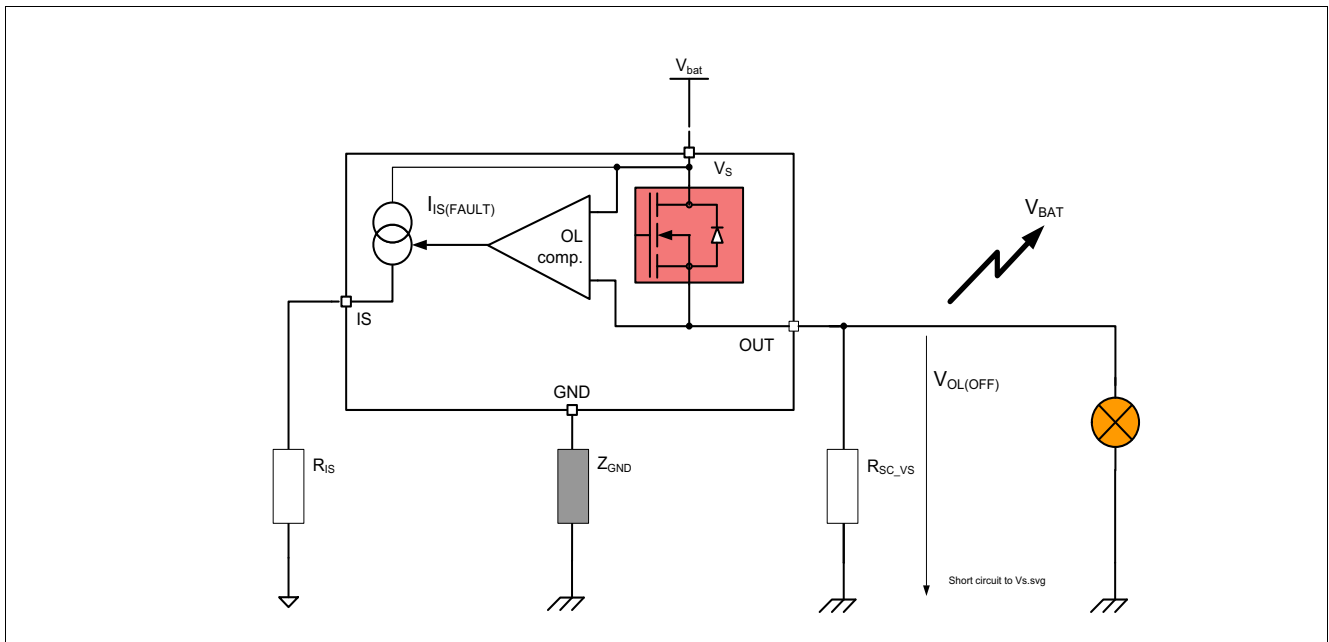 Vbat
VS
IIS(FAULT)
VBAT
OL
comp.
IS
OUT
VOL(OFF)
GND
RIS
ZGND
RSC_VS
Short circuit to Vs.svg